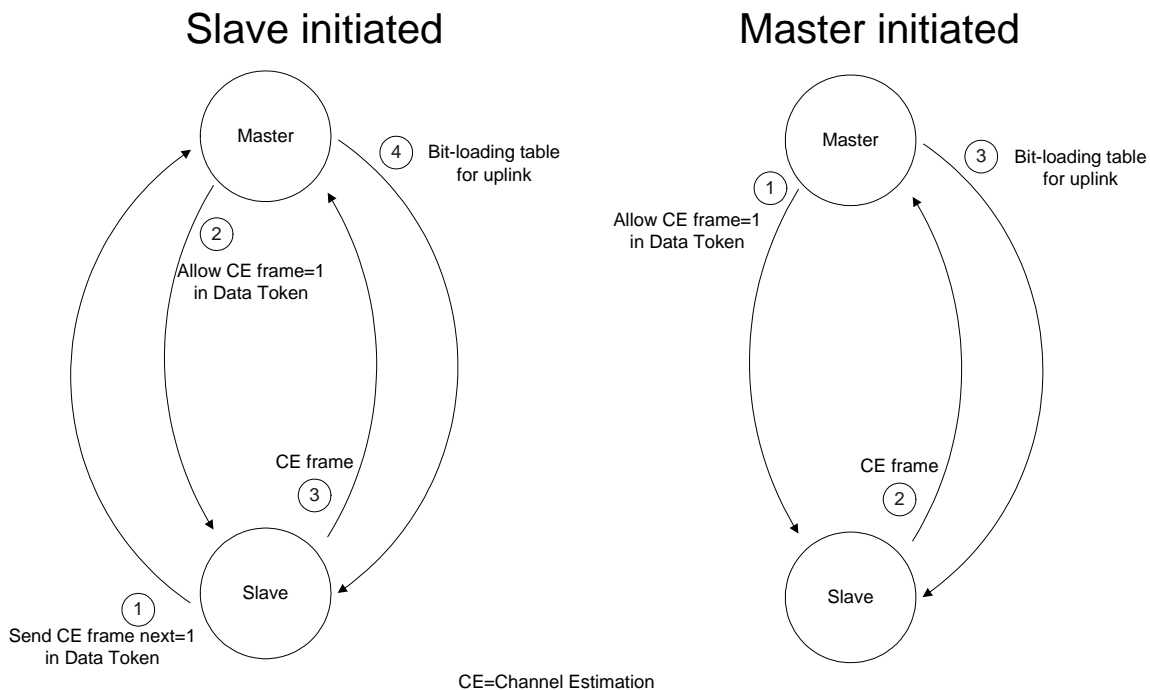 Slave initiated
Master
4
Bit-loading table
for uplink
2
Allow CE frame=1
in Data Token
CE frame
3
Slave
1
Send CE frame next=1
in Data Token
Master initiated
Master
3
Bit-loading table
for uplink
1
Allow CE frame=1
in Data Token
CE frame
2
Slave
CE=Channel Estimation